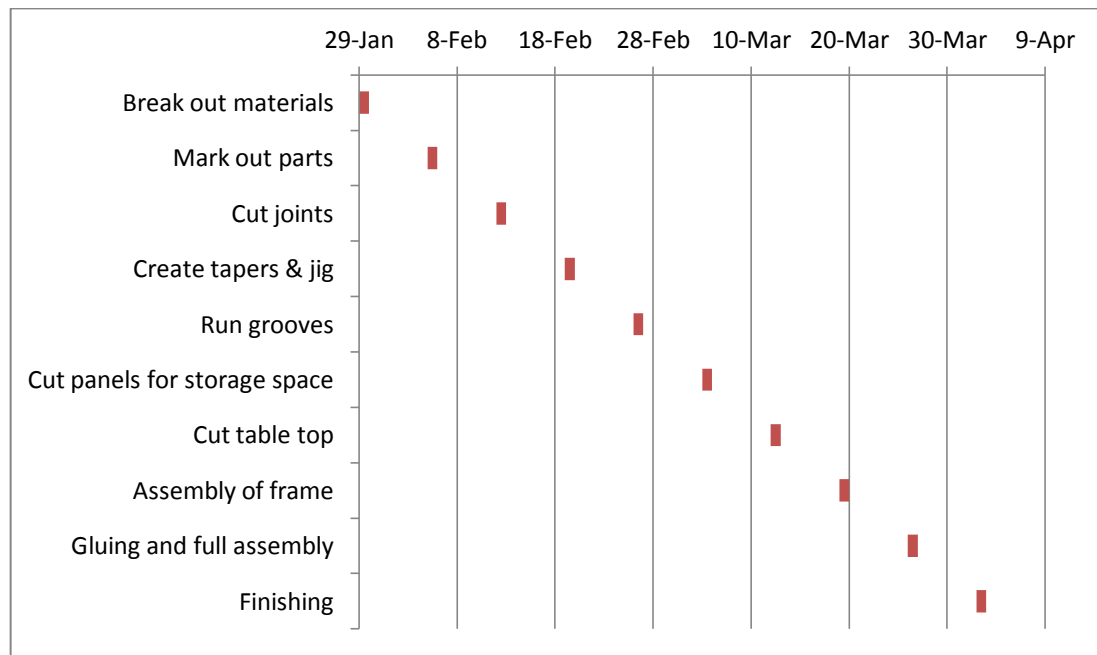 29-Jan 8-Feb 18-Feb 28-Feb 10-Mar 20-Mar 30-Mar 9-Apr
Break out materials
Mark out parts
Cut joints
Create tapers & jig
Run grooves
Cut panels for storage space
Cut table top
Assembly of frame
Gluing and full assembly
Finishing